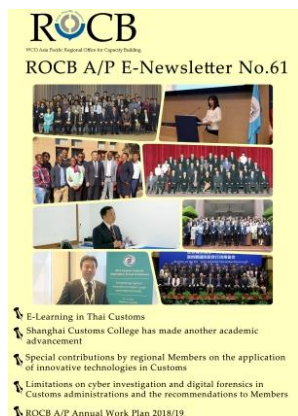 ROCB
WCO Asia Pacific Regional Office for Capacity Building
ROCB A/P E-Newsletter No.61
E-Learning in Thai Customs
Shanghai Customs College has made another academic
advancement
Special contributions by regional Members on the application
of innovative technologies in Customs
Limitations on cyber investigation and digital forensics in
Customs administrations and the recommendations to Members
ROCB A/P Annual Work Plan 2018/19